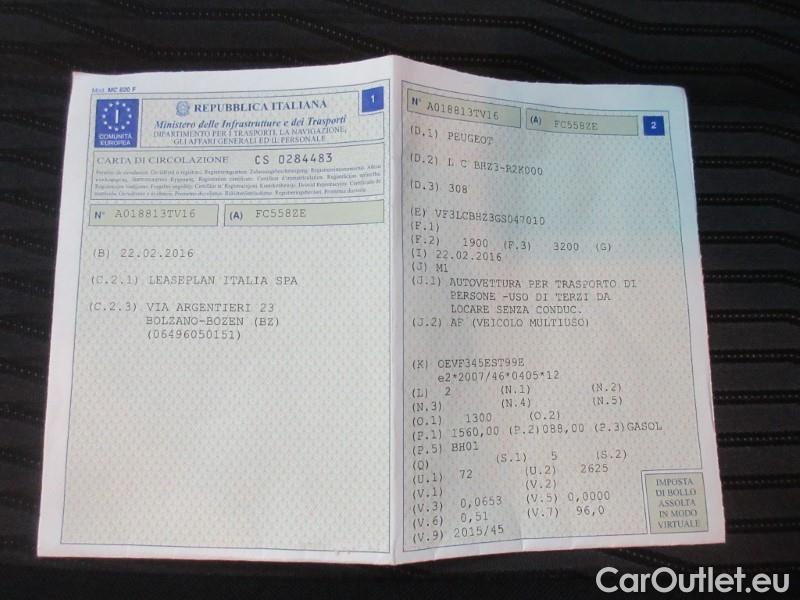 Mod. MC 820 F
REPUBBLICA ITALIANA
1
I
COMUNITÀ
EUROPEA
Ministero delle Infrastrutture e dei Trasporti
DIPARTIMENTO PER I TRASPORTI, LA NAVIGAZIONE,
GLI AFFARI GENERALI ED IL PERSONALE
CARTA DI CIRCOLAZIONE CS 0284483
N° A018813TV16 (A) FC558ZE
(B) 22.02.2016
(C.2.1) LEASEPLAN ITALIA SPA
(C.2.3) VIA ARGENTIERI 23
BOLZANO-BOZEN (BZ)
(06496050151)
N° A018813TV16 (A) FC558ZE 2
(D.1) PEUGEOT
(D.2) L C BHZ3-R2K000
(D.3) 308
(E) VF3LCBHZ3GS047010
(F.1)
(F.2) 1900 (F.3) 3200 (G)
(I) 22.02.2016
(J) M1
(J.1) AUTOVETTURA PER TRASPORTO DI
PERSONE -USO DI TERZI DA
LOCARE SENZA CONDUC.
(J.2) AF (VEICOLO MULTIUSO)
(K) OEVF345EST99E
e2*2007/46*0405*12
(L) 2 (N.1) (N.2)
(N.3) (N.4) (N.5)
(O.1) 1300 (O.2)
(P.1) 1560,00 (P.2)088,00 (P.3)GASOL
(P.5) BH01
(Q) (S.1) 5 (S.2)
(U.1) 72 (U.2) 2625
(V.1) (V.2)
(V.3) 0,0653 (V.5) 0,0000
(V.6) 0,51 (V.7) 96,0
(V.9) 2015/45
IMPOSTA
DI BOLLO
ASSOLTA
IN MODO
VIRTUALE
CarOutlet.eu